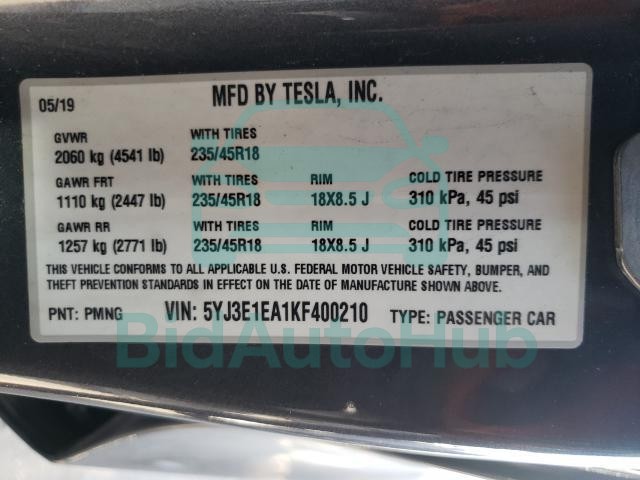 05/19 MFD BY TESLA, INC.
GVWR WITH TIRES
2060 kg (4541 lb) 235/45R18
GAWR FRT WITH TIRES RIM COLD TIRE PRESSURE
1110 kg (2447 lb) 235/45R18 18X8.5 J 310 kPa, 45 psi
GAWR RR WITH TIRES RIM COLD TIRE PRESSURE
1257 kg (2771 lb) 235/45R18 18X8.5 J 310 kPa, 45 psi
THIS VEHICLE CONFORMS TO ALL APPLICABLE U.S. FEDERAL MOTOR VEHICLE SAFETY, BUMPER, AND
THEFT PREVENTION STANDARDS IN EFFECT ON THE DATE OF MANUFACTURE SHOWN ABOVE.
PNT: PMNG VIN: 5YJ3E1EA1KF400210 TYPE: PASSENGER CAR
BidAutoHub